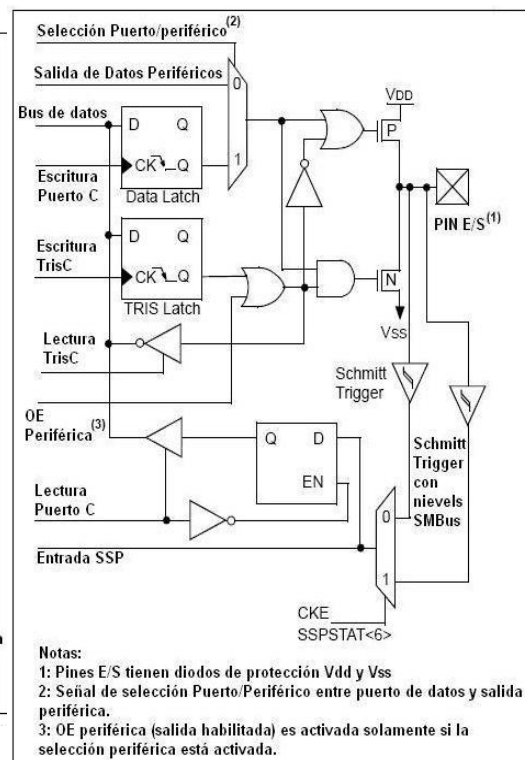 Selección Puerto/periférico(2)
Salida de Datos Periféricos
0
Bus de datos
D Q
CK Q
1
Escritura
Puerto C
Data Latch
VDD
P
PIN E/S(1)
Escritura
TrisC
D Q
CK Q
TRIS Latch
N
VSS
Lectura
TrisC
Schmitt
Trigger
OE
Periférica(3)
Q D
EN
Schmitt
Trigger
con
nievels
SMBus
Lectura
Puerto C
0
Entrada SSP
1
CKE
SSPSTAT<6>
Notas:
1: Pines E/S tienen diodos de protección Vdd y Vss
2: Señal de selección Puerto/Periférico entre puerto de datos y salida
periférica.
3: OE periférica (salida habilitada) es activada solamente si la
selección periférica está activada.